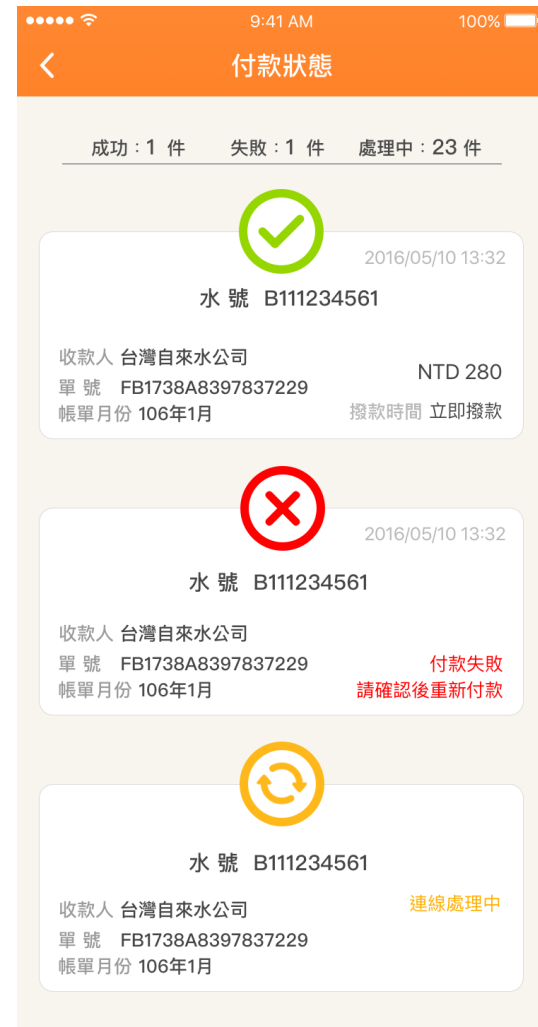 9:41 AM 100%
付款狀態
成功：1 件 失敗：1 件 處理中：23 件
2016/05/10 13:32
水 號 B111234561
收款人 台灣自來水公司
NTD 280
單 號 FB1738A8397837229
帳單月份 106年1月 撥款時間 立即撥款
2016/05/10 13:32
水 號 B111234561
收款人 台灣自來水公司
單 號 FB1738A8397837229 付款失敗
帳單月份 106年1月 請確認後重新付款
水 號 B111234561
收款人 台灣自來水公司 連線處理中
單 號 FB1738A8397837229
帳單月份 106年1月